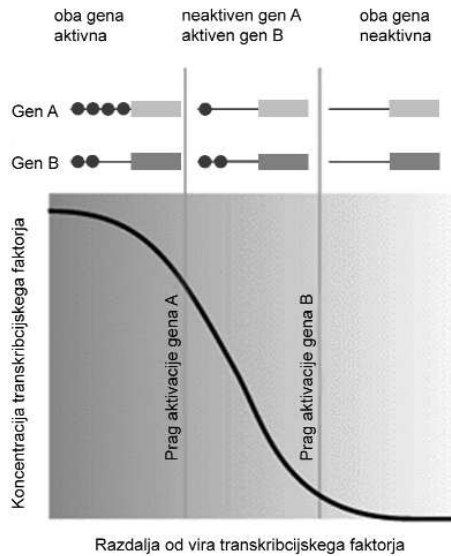 oba gena
aktivna
neaktiven gen A
aktiven gen B
oba gena
neaktivna
Gen A
Gen B
Koncentracija transkribcijskega faktorja
Prag aktivacije gena A
Prag aktivacije gena B
Razdalja od vira transkribcijskega faktorja